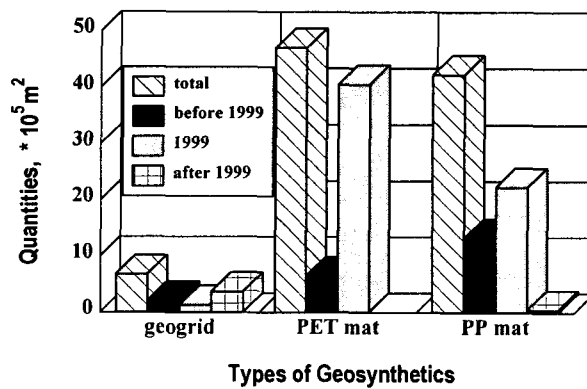 50
40
30
20
10
0
Quantities, * 10⁵ m²
total
before 1999
1999
after 1999
geogrid PET mat PP mat
Types of Geosynthetics